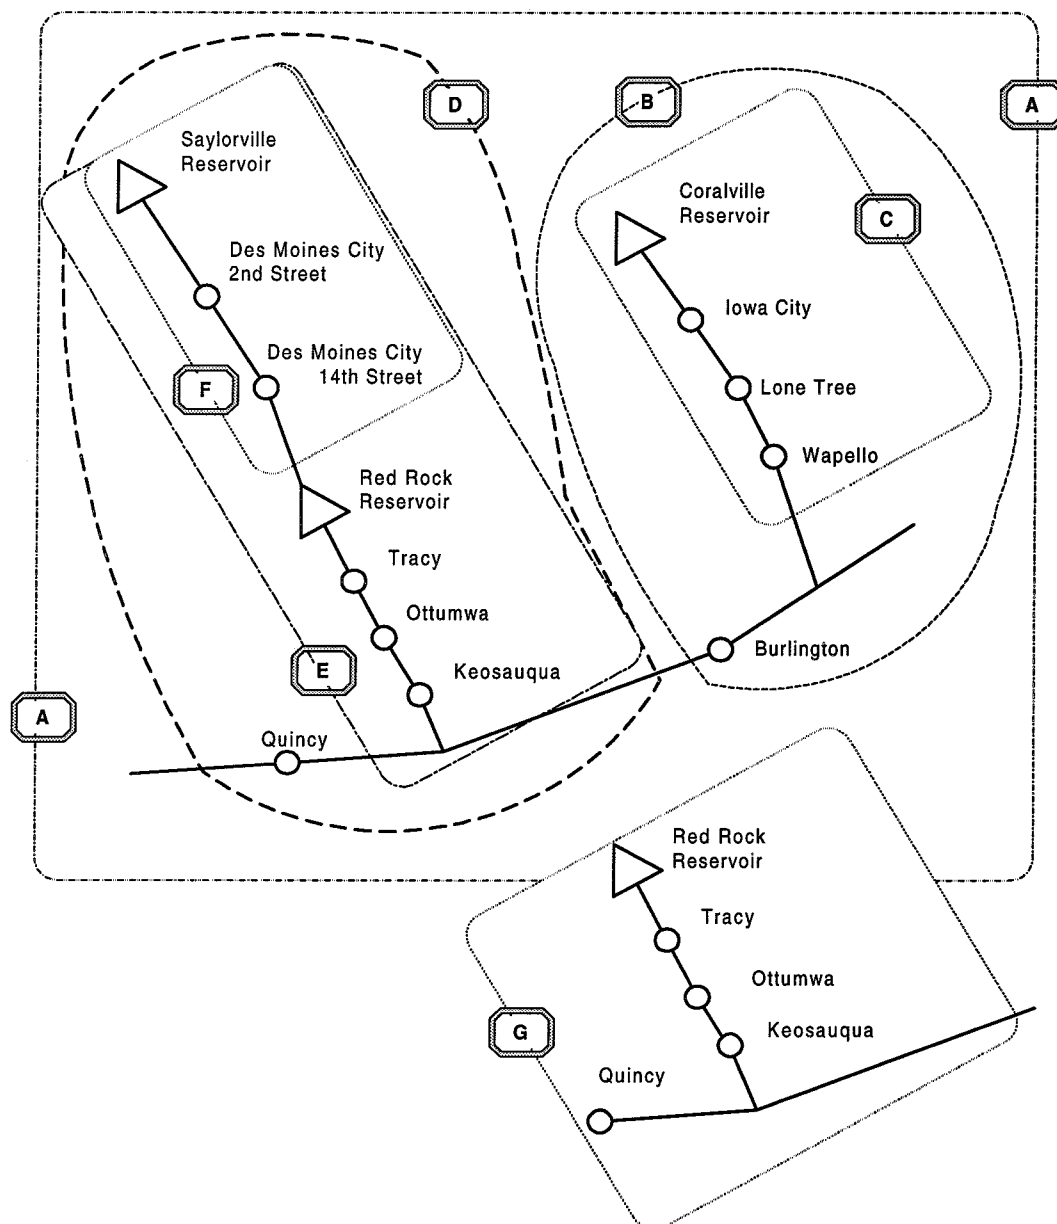 D
B
A
Saylorville
Reservoir
Coralville
Reservoir
C
Des Moines City
2nd Street
Iowa City
Des Moines City
14th Street
F
Lone Tree
Wapello
Red Rock
Reservoir
Tracy
Ottumwa
Burlington
E
Keosauqua
A
Quincy
Red Rock
Reservoir
Tracy
Ottumwa
G
Keosauqua
Quincy